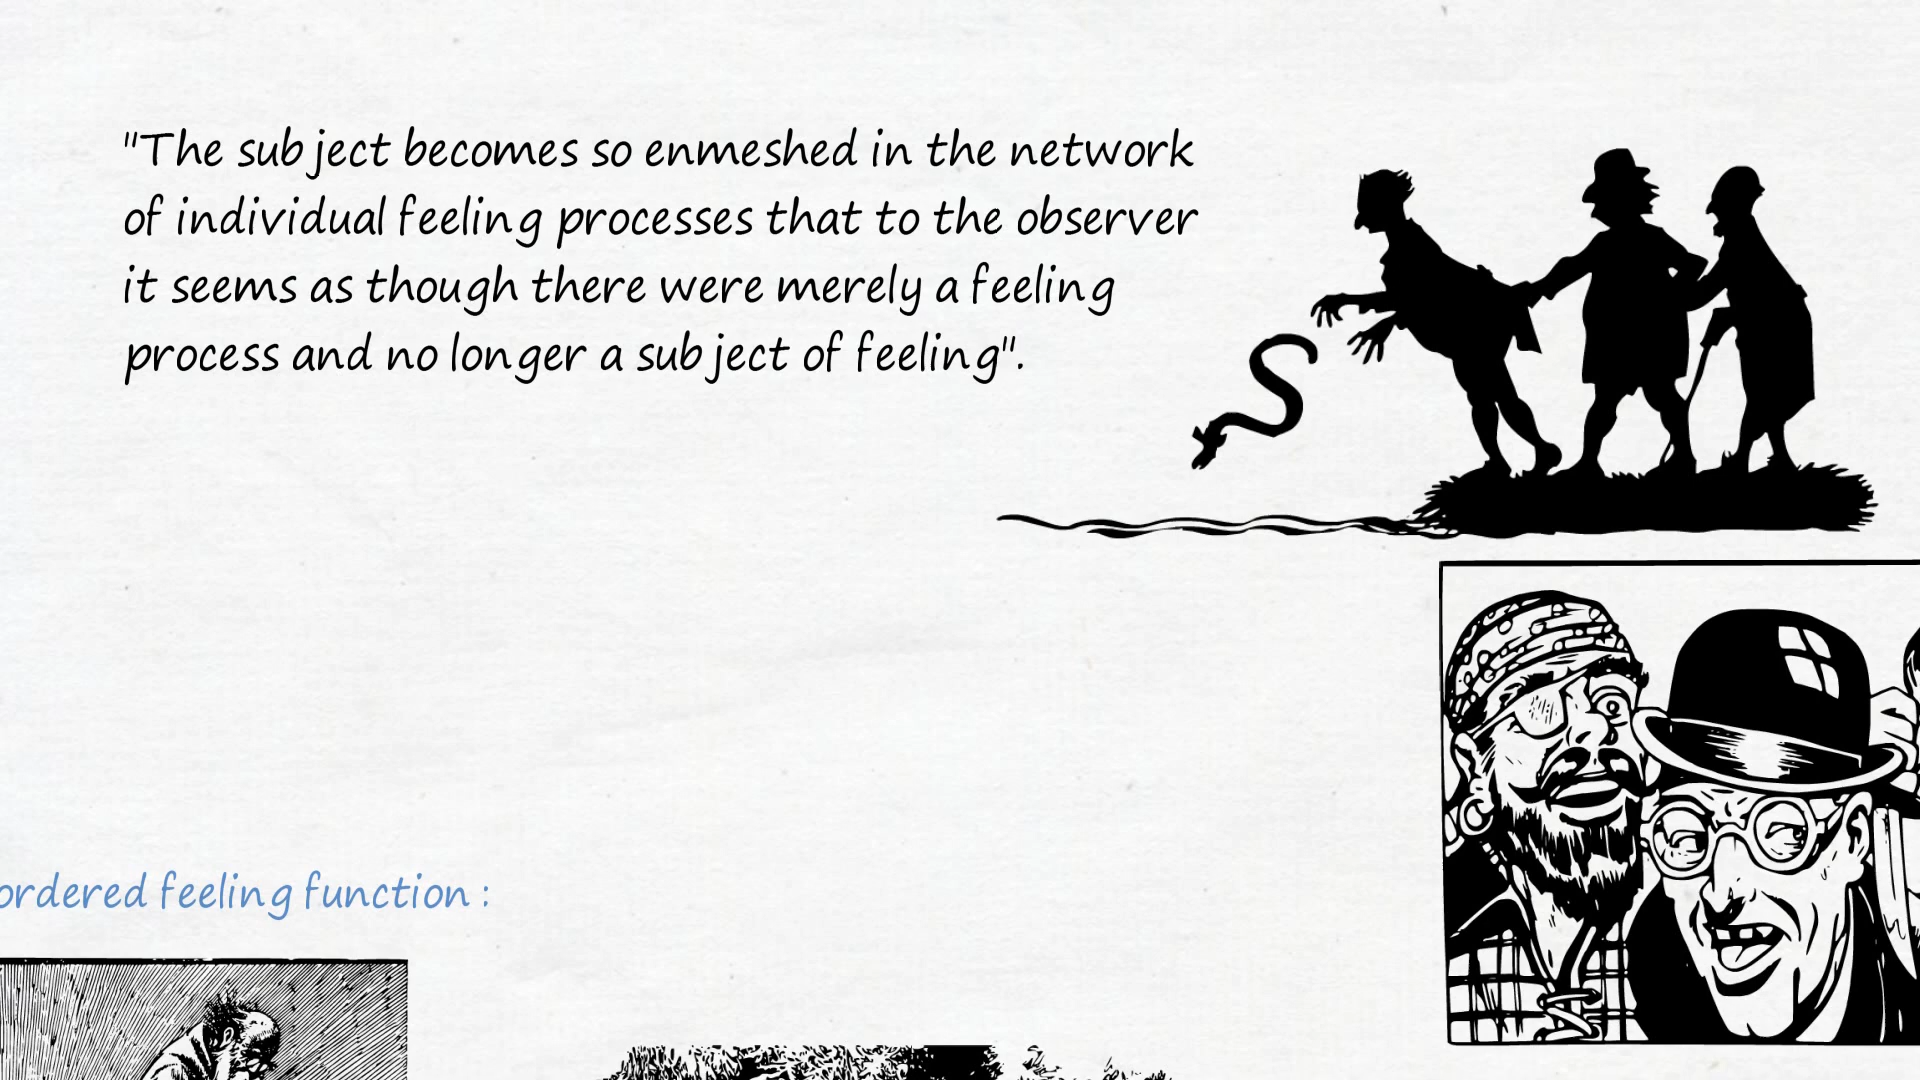 "The subject becomes so enmeshed in the network
of individual feeling processes that to the observer
it seems as though there were merely a feeling
process and no longer a subject of feeling".
feeling function :